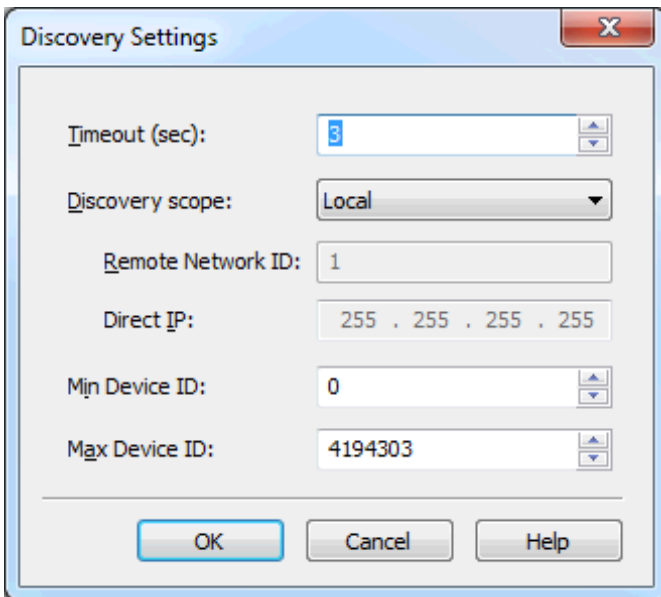 Discovery Settings
Timeout (sec): 3
Discovery scope: Local
Remote Network ID: 1
Direct IP: 255 . 255 . 255 . 255
Min Device ID: 0
Max Device ID: 4194303
OK Cancel Help